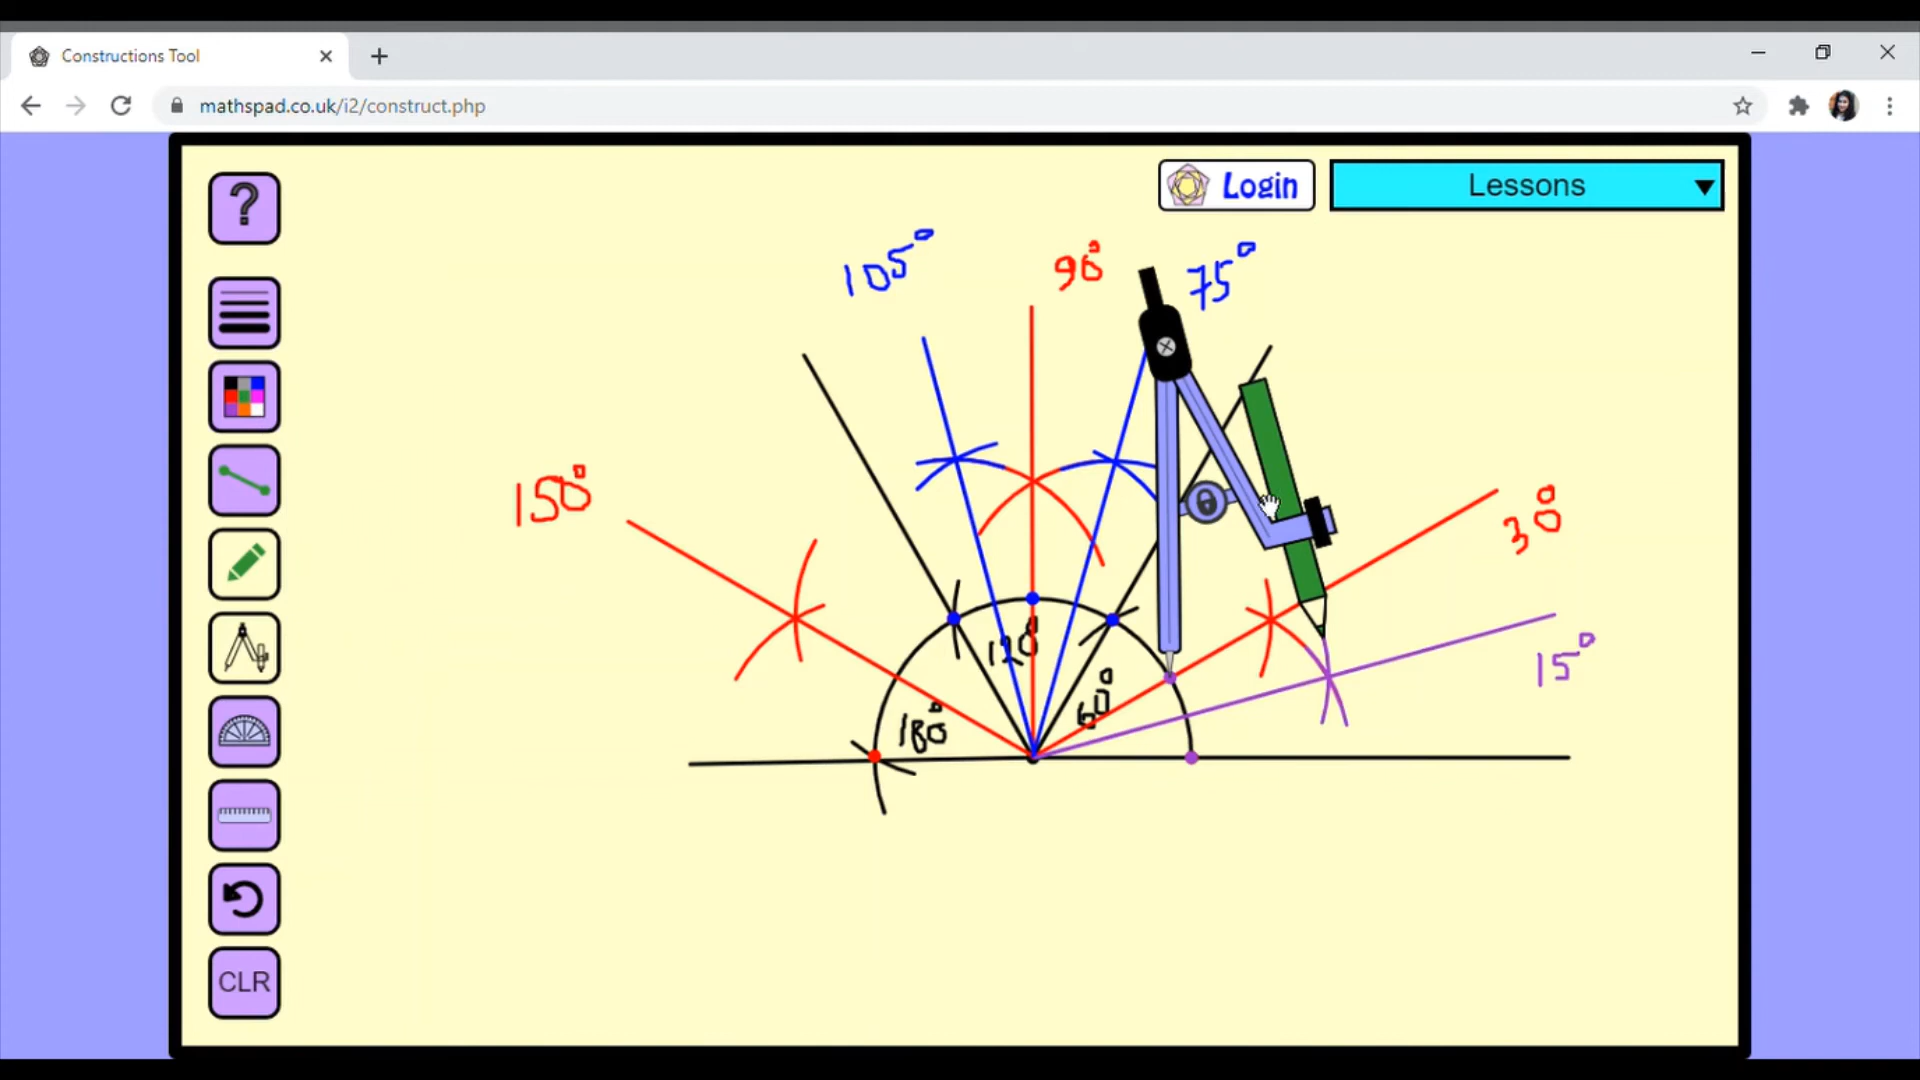 Constructions Tool
mathspad.co.uk/i2/construct.php
?
Login
Lessons
105°
90°
75°
150°
30°
120°
15°
60°
180°
CLR